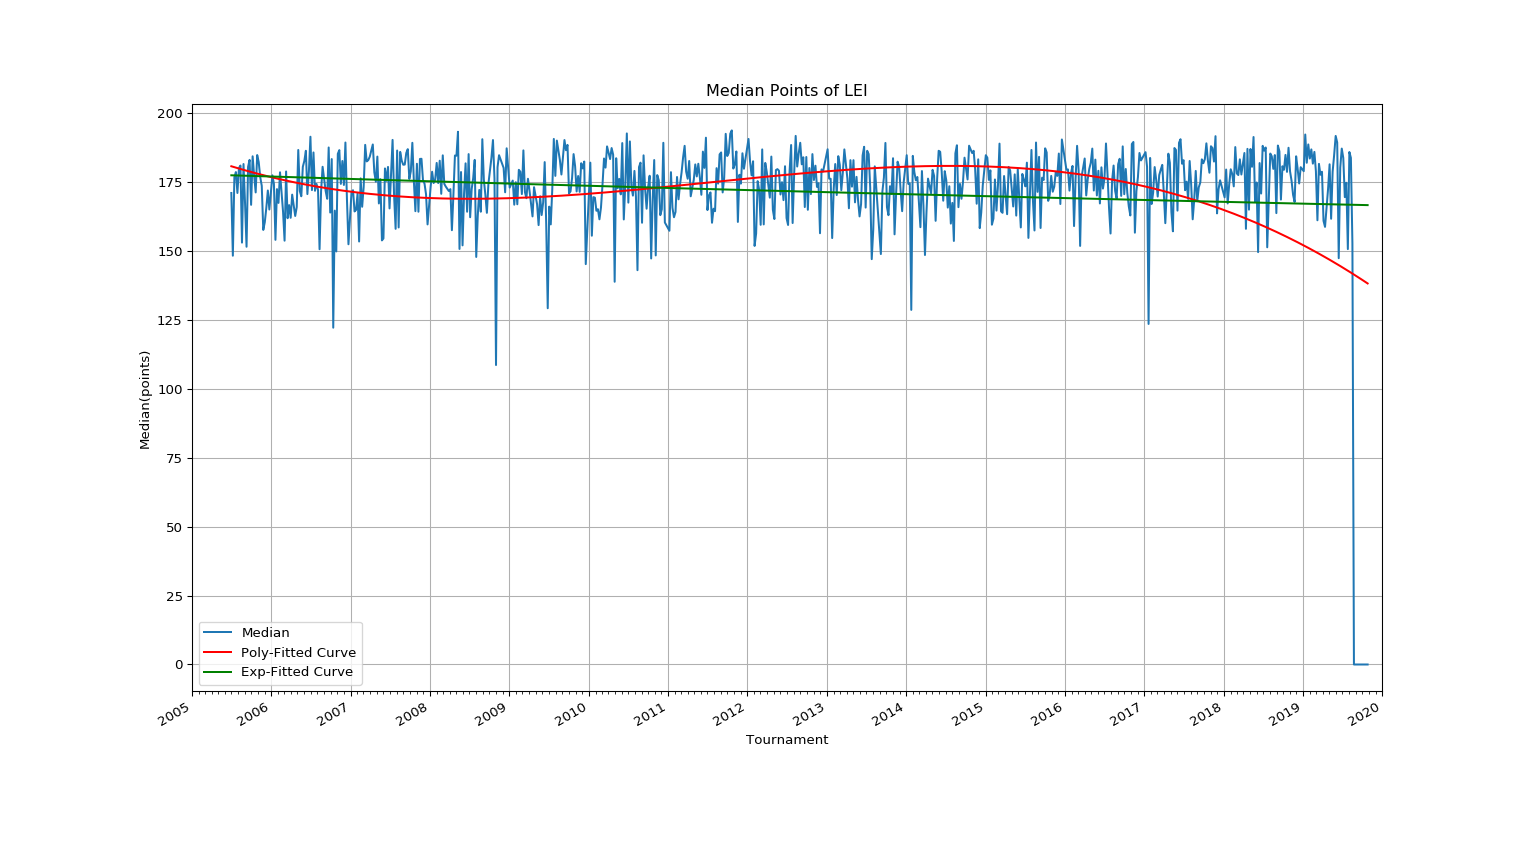 Median Points of LEI
200
175
150
125
100
75
50
25
0
Median(points)
Median
Poly-Fitted Curve
Exp-Fitted Curve
2005 2006 2007 2008 2009 2010 2011 2012 2013 2014 2015 2016 2017 2018 2019 2020
Tournament